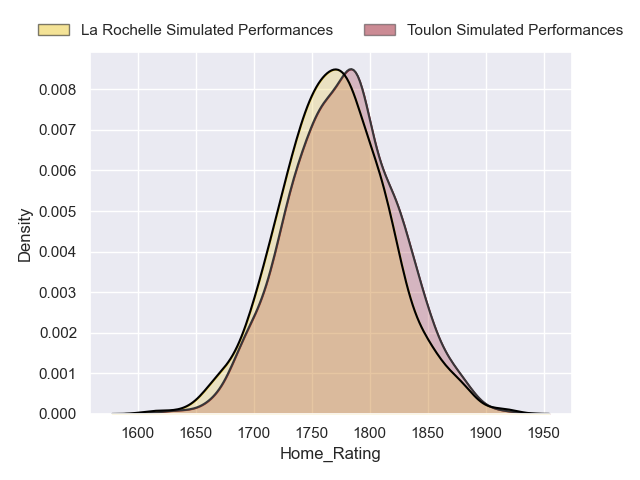 La Rochelle Simulated Performances Toulon Simulated Performances
0.008
0.007
0.006
0.005
0.004
0.003
0.002
0.001
0.000
Density
1600 1650 1700 1750 1800 1850 1900 1950
Home_Rating